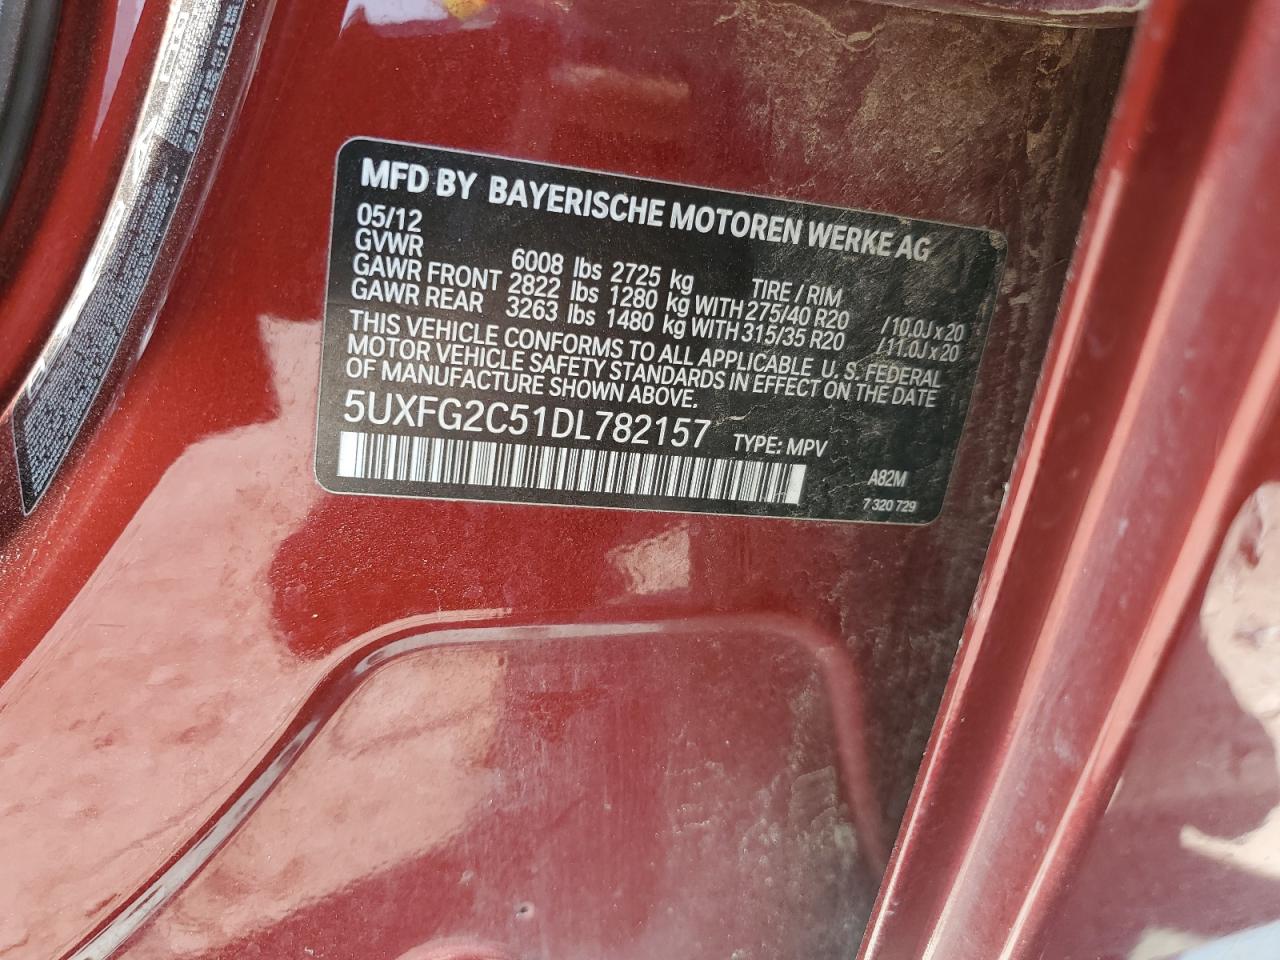 MFD BY BAYERISCHE MOTOREN WERKE AG
05/12
GVWR 6008 lbs 2725 kg TIRE / RIM
GAWR FRONT 2822 lbs 1280 kg WITH 275/40 R20 /10.0J x 20
GAWR REAR 3263 lbs 1480 kg WITH 315/35 R20 /11.0J x 20
THIS VEHICLE CONFORMS TO ALL APPLICABLE U. S. FEDERAL
MOTOR VEHICLE SAFETY STANDARDS IN EFFECT ON THE DATE
OF MANUFACTURE SHOWN ABOVE.
5UXFG2C51DL782157 TYPE: MPV
A82M
7 320 729